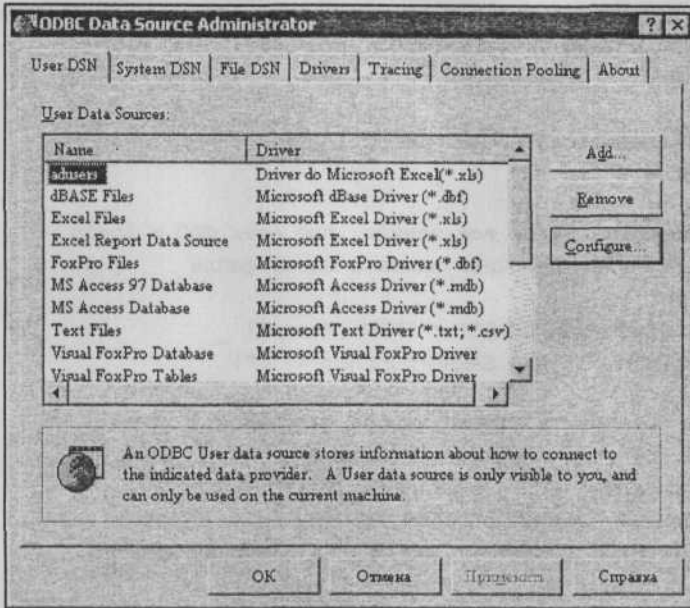 ODBC Data Source Administrator
User DSN System DSN File DSN Drivers Tracing Connection Pooling About
User Data Sources:
Name Driver
adusers Driver do Microsoft Excel(*.xls)
dBASE Files Microsoft dBase Driver (*.dbf)
Excel Files Microsoft Excel Driver (*.xls)
Excel Report Data Source Microsoft Excel Driver (*.xls)
FoxPro Files Microsoft FoxPro Driver (*.dbf)
MS Access 97 Database Microsoft Access Driver (*.mdb)
MS Access Database Microsoft Access Driver (*.mdb)
Text Files Microsoft Text Driver (*.txt; *.csv)
Visual FoxPro Database Microsoft Visual FoxPro Driver
Visual FoxPro Tables Microsoft Visual FoxPro Driver
Add...
Remove
Configure...
An ODBC User data source stores information about how to connect to
the indicated data provider. A User data source is only visible to you, and
can only be used on the current machine.
OK Отмена Применить Справка